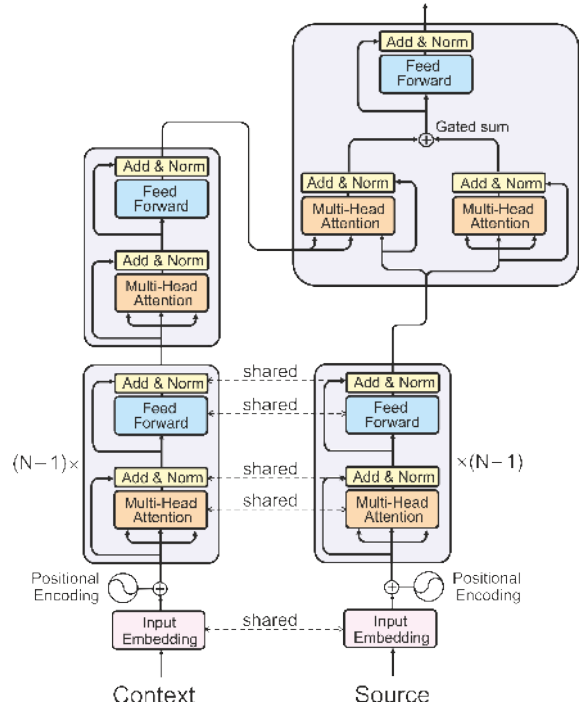 Add & Norm
Feed
Forward
Gated sum
Add & Norm
Multi-Head
Attention
Add & Norm
Multi-Head
Attention
Add & Norm
Feed
Forward
Add & Norm
Multi-Head
Attention
Add & Norm
Feed
Forward
Add & Norm
Multi-Head
Attention
(N−1)×
shared
shared
shared
shared
Add & Norm
Feed
Forward
Add & Norm
Multi-Head
Attention
×(N−1)
Positional
Encoding
Positional
Encoding
Input
Embedding
shared
Input
Embedding
Context
Source